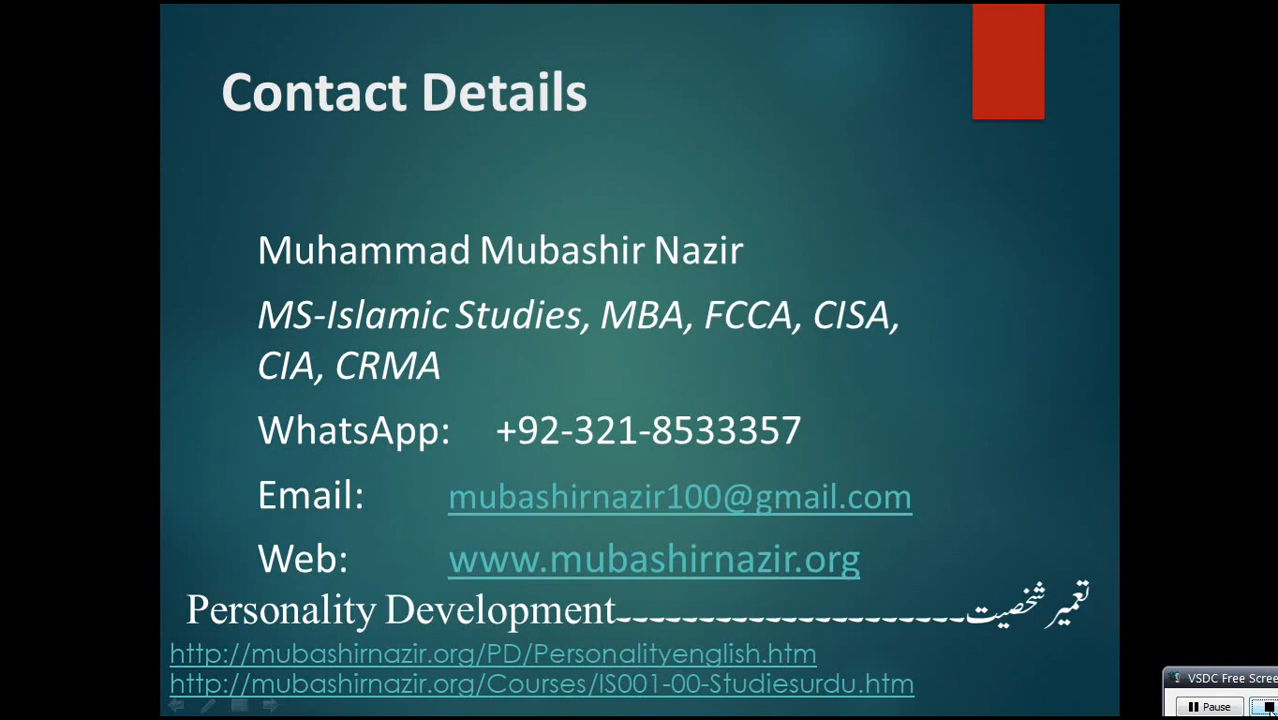 Contact Details
Muhammad Mubashir Nazir
MS-Islamic Studies, MBA, FCCA, CISA,
CIA, CRMA
WhatsApp: +92-321-8533357
Email: mubashirnazir100@gmail.com
Web: www.mubashirnazir.org
Personality Development۔۔۔۔۔۔۔۔۔۔۔۔۔۔۔۔۔۔۔۔۔تعمیر شخصیت
http://mubashirnazir.org/PD/Personalityenglish.htm
http://mubashirnazir.org/Courses/IS001-00-Studiesurdu.htm
VSDC Free Scree
Pause